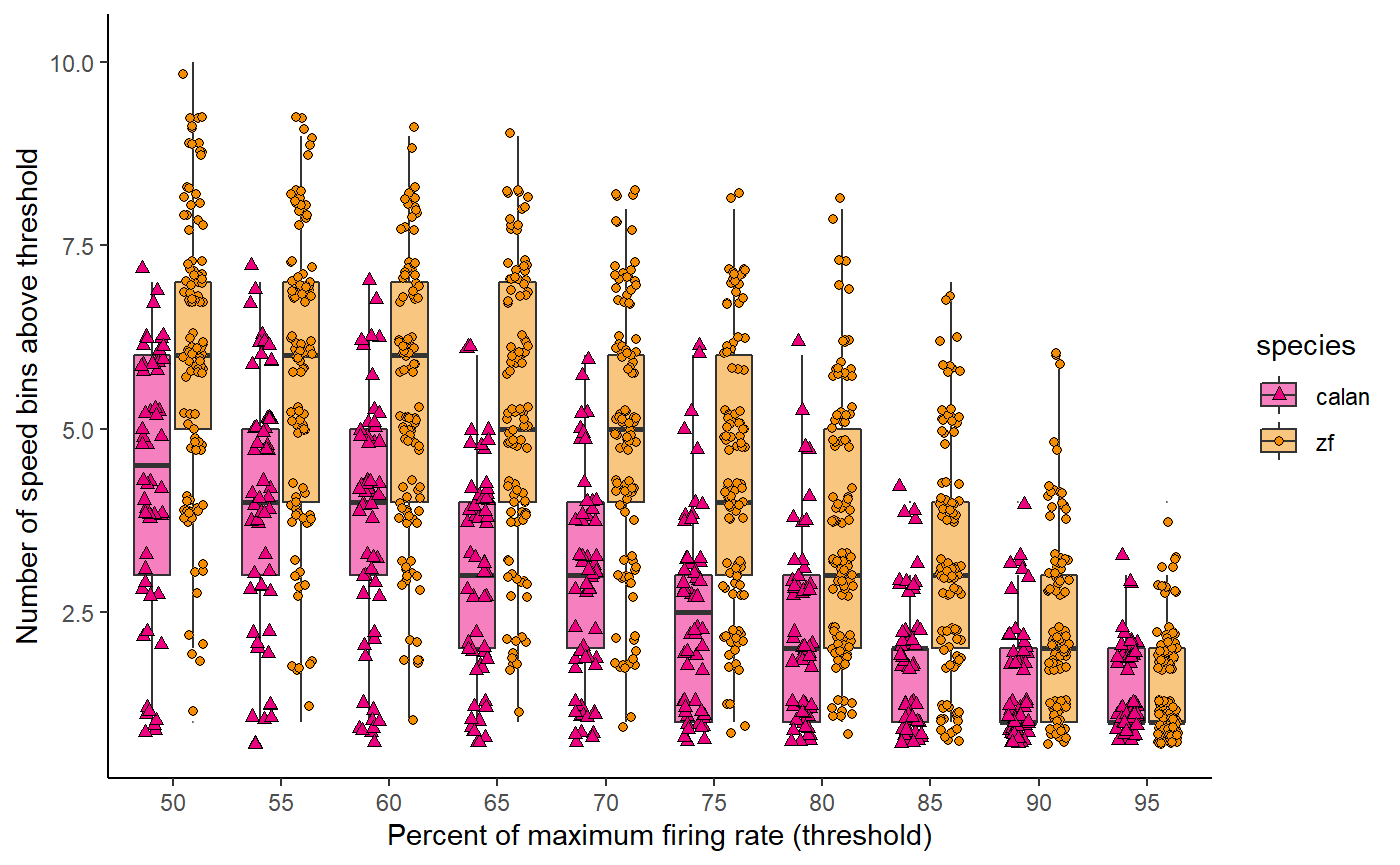 Number of speed bins above threshold
10.0
7.5
5.0
2.5
50 55 60 65 70 75 80 85 90 95
Percent of maximum firing rate (threshold)
species
calan
zf